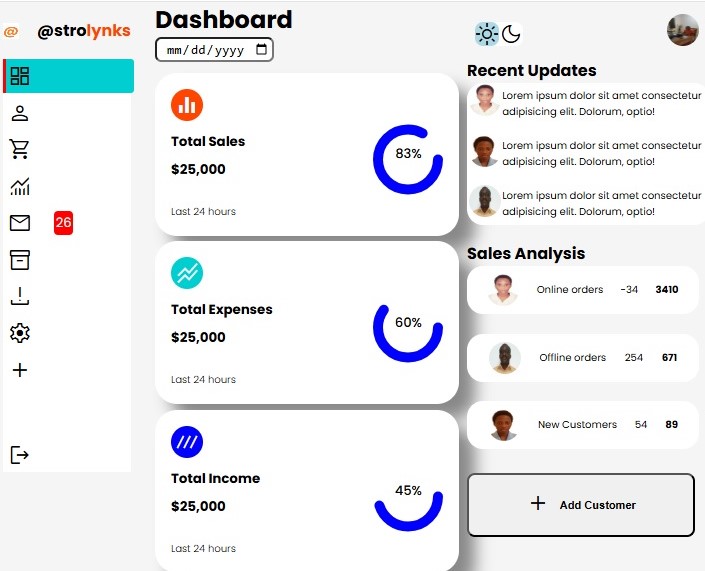 @ @strolynks
26
Dashboard
mm/dd/yyyy
Total Sales
$25,000
83%
Last 24 hours
Total Expenses
$25,000
60%
Last 24 hours
Total Income
$25,000
45%
Last 24 hours
Recent Updates
Lorem ipsum dolor sit amet consectetur
adipisicing elit. Dolorum, optio!
Lorem ipsum dolor sit amet consectetur
adipisicing elit. Dolorum, optio!
Lorem ipsum dolor sit amet consectetur
adipisicing elit. Dolorum, optio!
Sales Analysis
Online orders -34 3410
Offline orders 254 671
New Customers 54 89
Add Customer